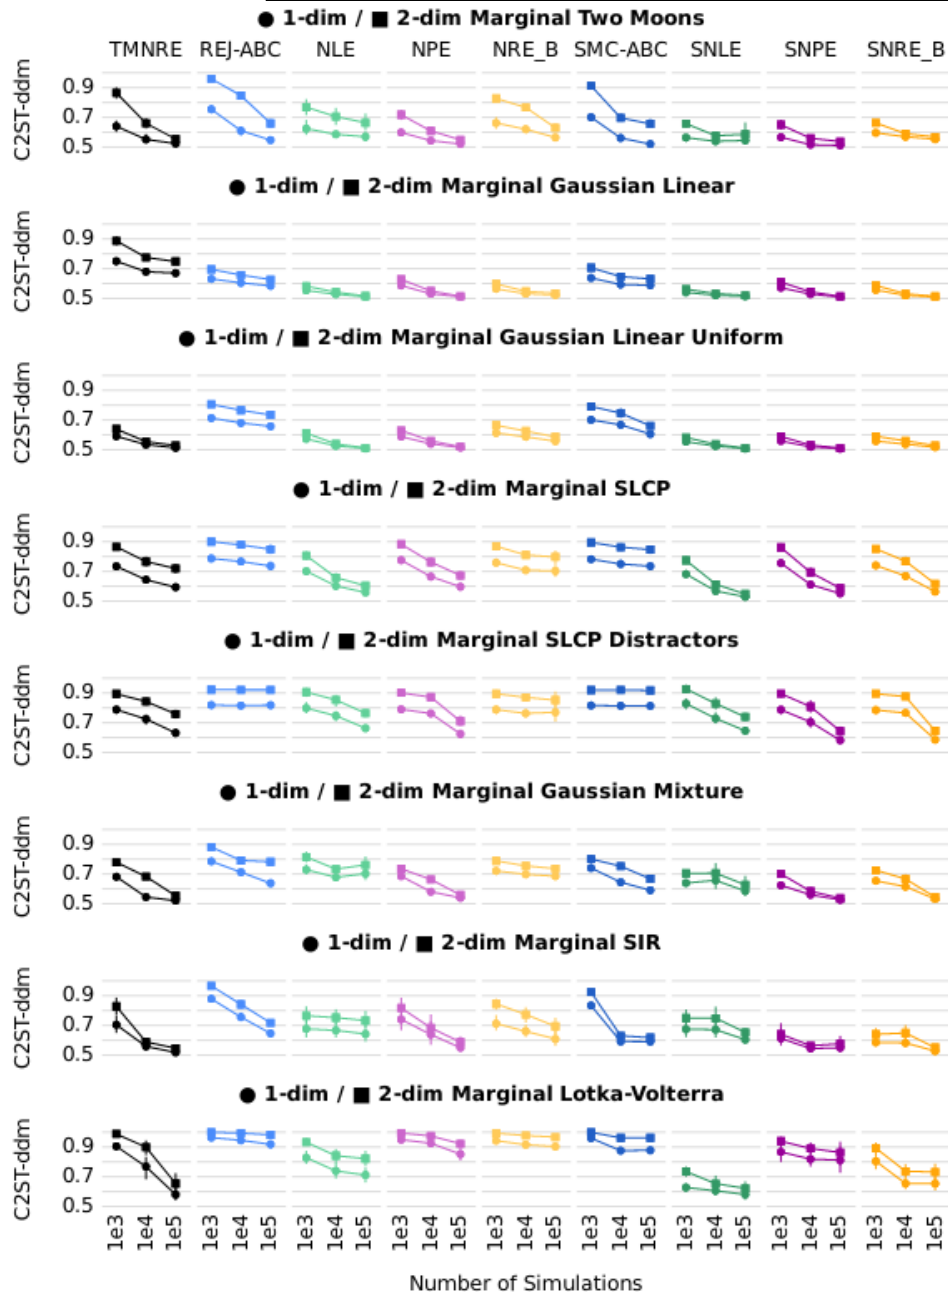 ● 1-dim / ■ 2-dim Marginal Two Moons
TMNRE REJ-ABC NLE NPE NRE_B SMC-ABC SNLE SNPE SNRE_B
C2ST-ddm
0.9
0.7
0.5
● 1-dim / ■ 2-dim Marginal Gaussian Linear
C2ST-ddm
0.9
0.7
0.5
● 1-dim / ■ 2-dim Marginal Gaussian Linear Uniform
C2ST-ddm
0.9
0.7
0.5
● 1-dim / ■ 2-dim Marginal SLCP
C2ST-ddm
0.9
0.7
0.5
● 1-dim / ■ 2-dim Marginal SLCP Distractors
C2ST-ddm
0.9
0.7
0.5
● 1-dim / ■ 2-dim Marginal Gaussian Mixture
C2ST-ddm
0.9
0.7
0.5
● 1-dim / ■ 2-dim Marginal SIR
C2ST-ddm
0.9
0.7
0.5
● 1-dim / ■ 2-dim Marginal Lotka-Volterra
C2ST-ddm
0.9
0.7
0.5
1e3 1e4 1e5 1e3 1e4 1e5 1e3 1e4 1e5 1e3 1e4 1e5 1e3 1e4 1e5 1e3 1e4 1e5 1e3 1e4 1e5 1e3 1e4 1e5 1e3 1e4 1e5
Number of Simulations